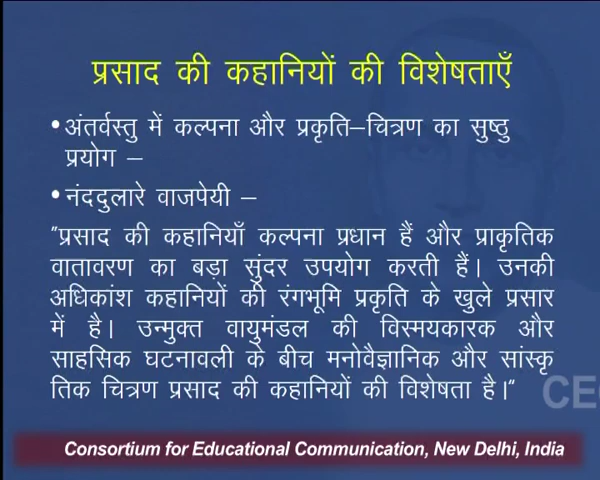 प्रसाद की कहानियों की विशेषताएँ
•अंतर्वस्तु में कल्पना और प्रकृति–चित्रण का सुष्ठु
प्रयोग –
•नंददुलारे वाजपेयी –
"प्रसाद की कहानियाँ कल्पना प्रधान हैं और प्राकृतिक
वातावरण का बड़ा सुंदर उपयोग करती हैं। उनकी
अधिकांश कहानियों की रंगभूमि प्रकृति के खुले प्रसार
में है। उन्मुक्त वायुमंडल की विस्मयकारक और
साहसिक घटनावली के बीच मनोवैज्ञानिक और सांस्कृ
तिक चित्रण प्रसाद की कहानियों की विशेषता है।"
CEC
Consortium for Educational Communication, New Delhi, India